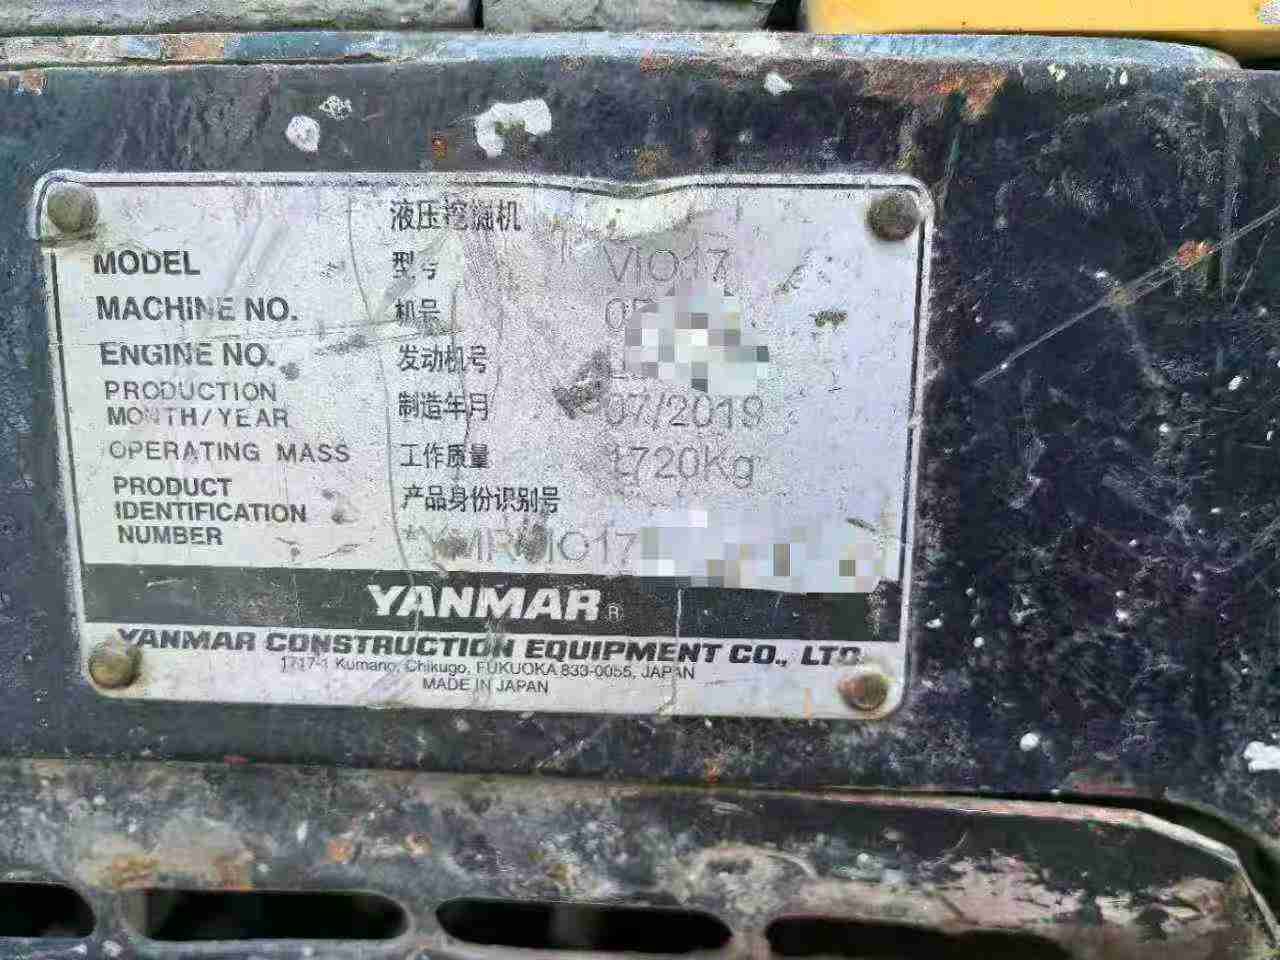 液压挖掘机
MODEL 型号 VIO17
MACHINE NO. 机号
ENGINE NO. 发动机号
PRODUCTION MONTH/YEAR 制造年月 07/2019
OPERATING MASS 工作质量 1720Kg
PRODUCT IDENTIFICATION NUMBER 产品身份识别号
*YMRVIO17
YANMAR R
YANMAR CONSTRUCTION EQUIPMENT CO., LTD.
1717-1 Kumano, Chikugo, FUKUOKA 833-0055, JAPAN
MADE IN JAPAN